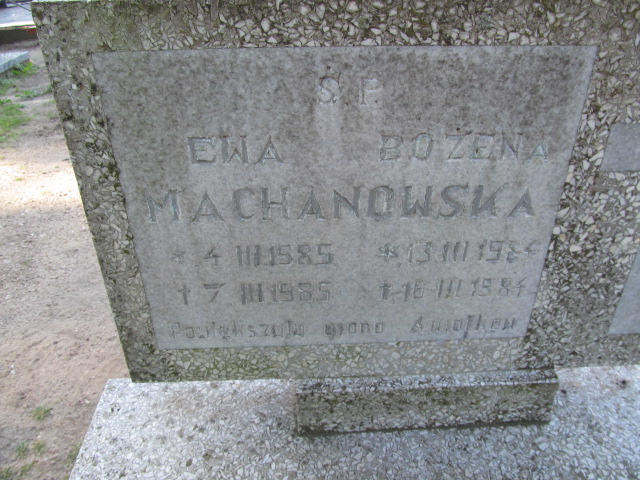 Ś.P.
EWA BOŻENA
MACHANOWSKA
* 4 III 1985 * 13 III 1984
† 7 III 1985 † 16 III 1984
Powiększyły grono Aniołków